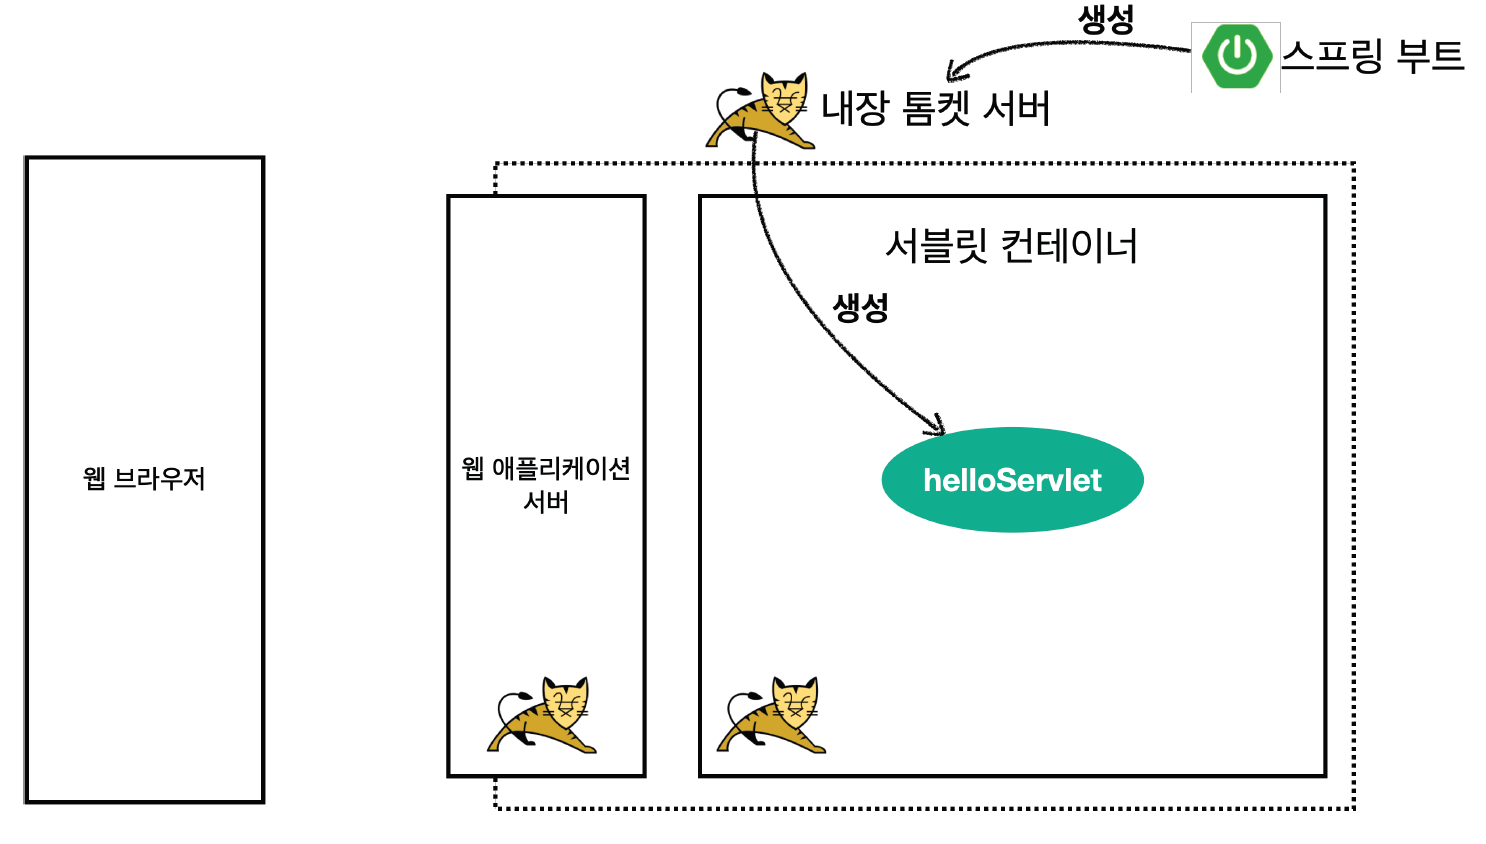 생성
스프링 부트
내장 톰켓 서버
서블릿 컨테이너
생성
웹 브라우저
웹 애플리케이션
서버
helloServlet